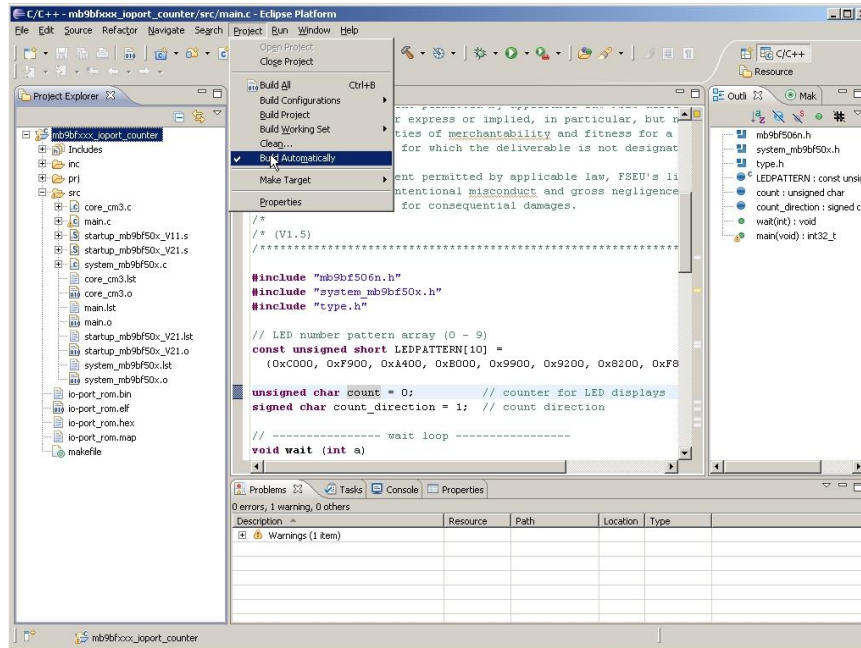 C/C++ - mb9bfxxx_ioport_counter/src/main.c - Eclipse Platform
File Edit Source Refactor Navigate Search Project Run Window Help
C/C++
Resource
Open Project
Close Project
Build All Ctrl+B
Build Configurations
Build Project
Build Working Set
Clean...
Build Automatically
Make Target
Properties
Project Explorer
mb9bfxxx_ioport_counter
Includes
inc
prj
src
core_cm3.c
main.c
startup_mb9bf50x_V11.s
startup_mb9bf50x_V21.s
system_mb9bf50x.c
core_cm3.lst
core_cm3.o
main.lst
main.o
startup_mb9bf50x_V21.lst
startup_mb9bf50x_V21.o
system_mb9bf50x.lst
system_mb9bf50x.o
io-port_rom.bin
io-port_rom.elf
io-port_rom.hex
io-port_rom.map
makefile
r express or implied, in particular, but n
ties of merchantability and fitness for a
for which the deliverable is not designat
ent permitted by applicable law, FSEU's li
ntentional misconduct and gross negligence
for consequential damages.
/*
/* (V1.5)
/*****************************************************************
#include "mb9bf506n.h"
#include "system_mb9bf50x.h"
#include "type.h"
// LED number pattern array (0 - 9)
const unsigned short LEDPATTERN[10] =
{0xC000, 0xF900, 0xA400, 0xB000, 0x9900, 0x9200, 0x8200, 0xF8
unsigned char count = 0; // counter for LED displays
signed char count_direction = 1; // count direction
// ---------------- wait loop -----------------
void wait (int a)
Outli Mak
mb9bf506n.h
system_mb9bf50x.h
type.h
LEDPATTERN : const unsig
count : unsigned char
count_direction : signed c
wait(int) : void
main(void) : int32_t
Problems Tasks Console Properties
0 errors, 1 warning, 0 others
Description Resource Path Location Type
Warnings (1 item)
mb9bfxxx_ioport_counter